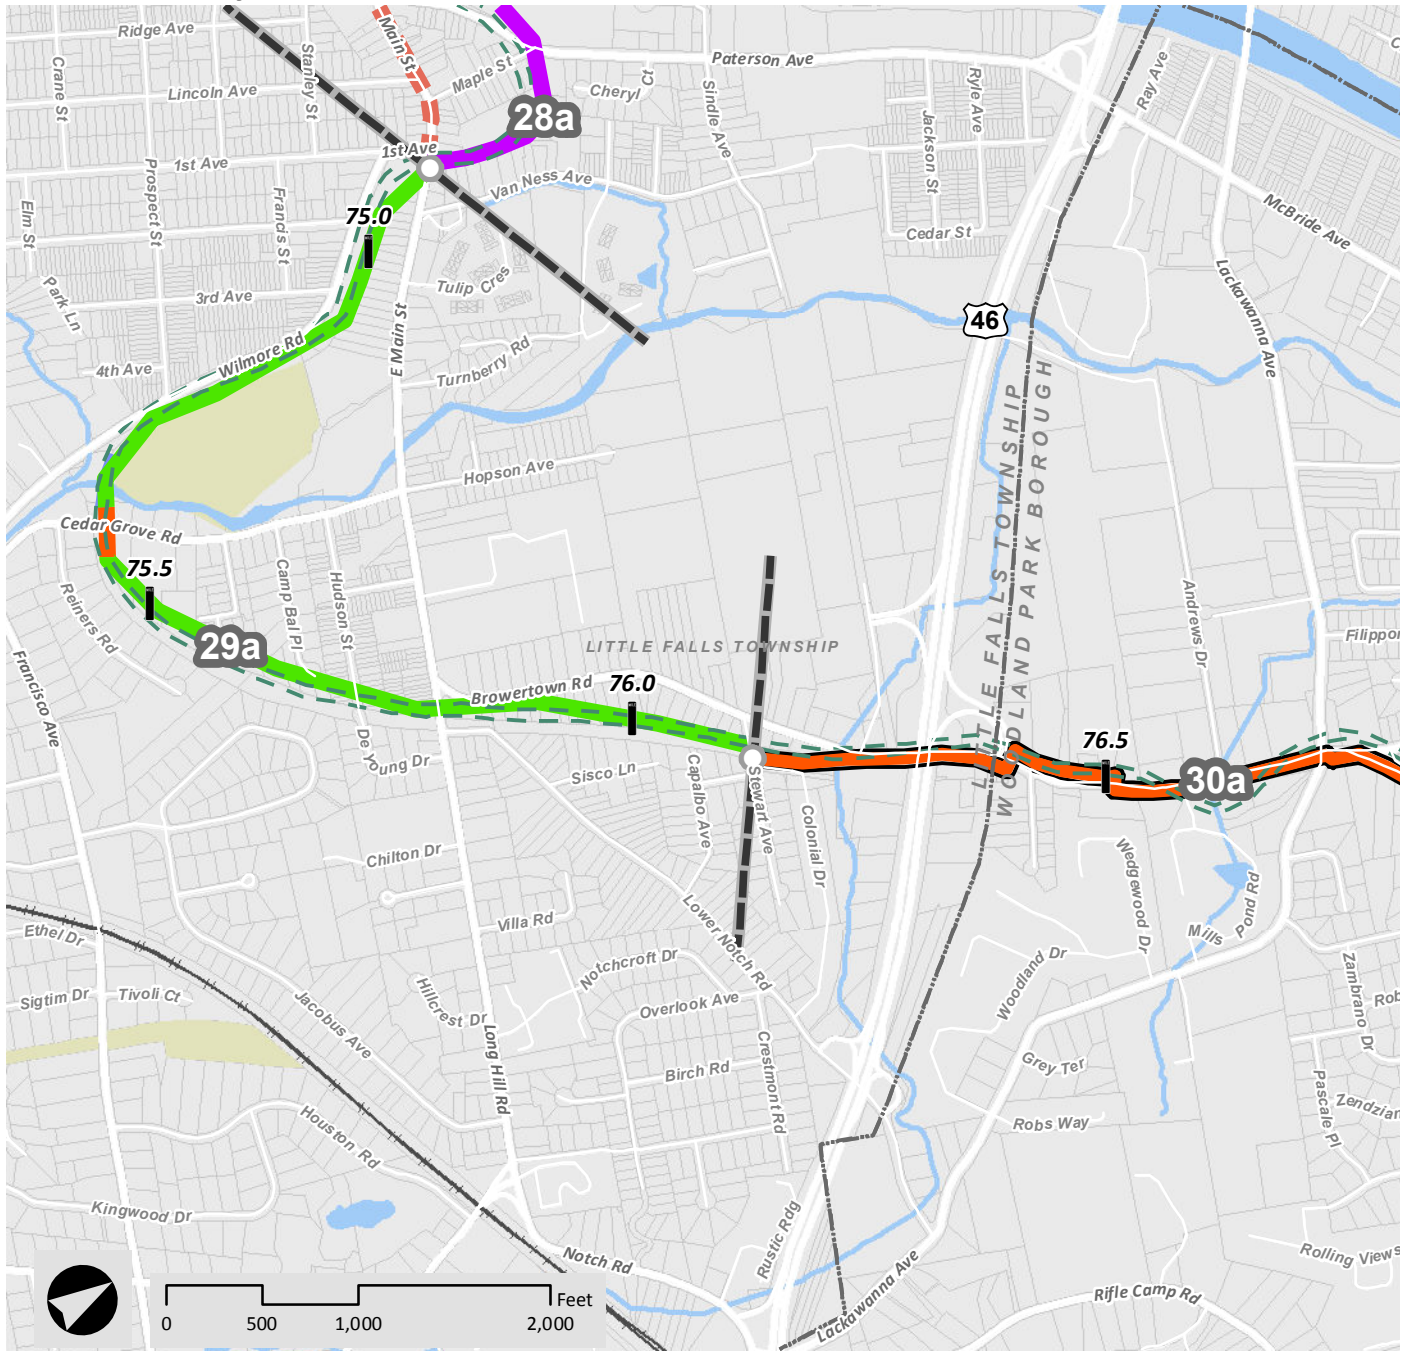 Ridge Ave
Main St
Stanley St
Crane St
Lincoln Ave
Maple St
Cheryl
Ct
Paterson Ave
Sindle Ave
Jackson St
Ryle Ave
Ray Ave
28a
1st Ave
1st Ave
Prospect St
Francis St
Elm St
Van Ness Ave
McBride Ave
75.0
Cedar St
Park Ln
3rd Ave
Tulip Cres
46
Lackawanna Ave
Wilmore Rd
E Main St
4th Ave
Turnberry Rd
Hopson Ave
LITTLE FALLS TOWNSHIP
WOODLAND PARK BOROUGH
Cedar Grove Rd
75.5
Reiners Rd
Camp Bal Pl
Hudson St
Andrews Dr
29a
LITTLE FALLS TOWNSHIP
Francisco Ave
Browertown Rd
76.0
76.5
30a
De Young Dr
Sisco Ln
Capalbo Ave
Stewart Ave
Colonial Dr
Chilton Dr
Wedgewood Dr
Villa Rd
Lower Notch Rd
Mills
Pond Rd
Ethel Dr
Notchcroft Dr
Woodland Dr
Zambrano Dr
Sigtim Dr
Tivoli Ct
Jacobus Ave
Hillcrest Dr
Overlook Ave
Long Hill Rd
Crestmont Rd
Birch Rd
Grey Ter
Pascale Pl
Houston Rd
Robs Way
Kingwood Dr
Notch Rd
Rustic Rdg
Lackawanna Ave
Rifle Camp Rd
Rolling Views
0
500
1,000
2,000
Feet